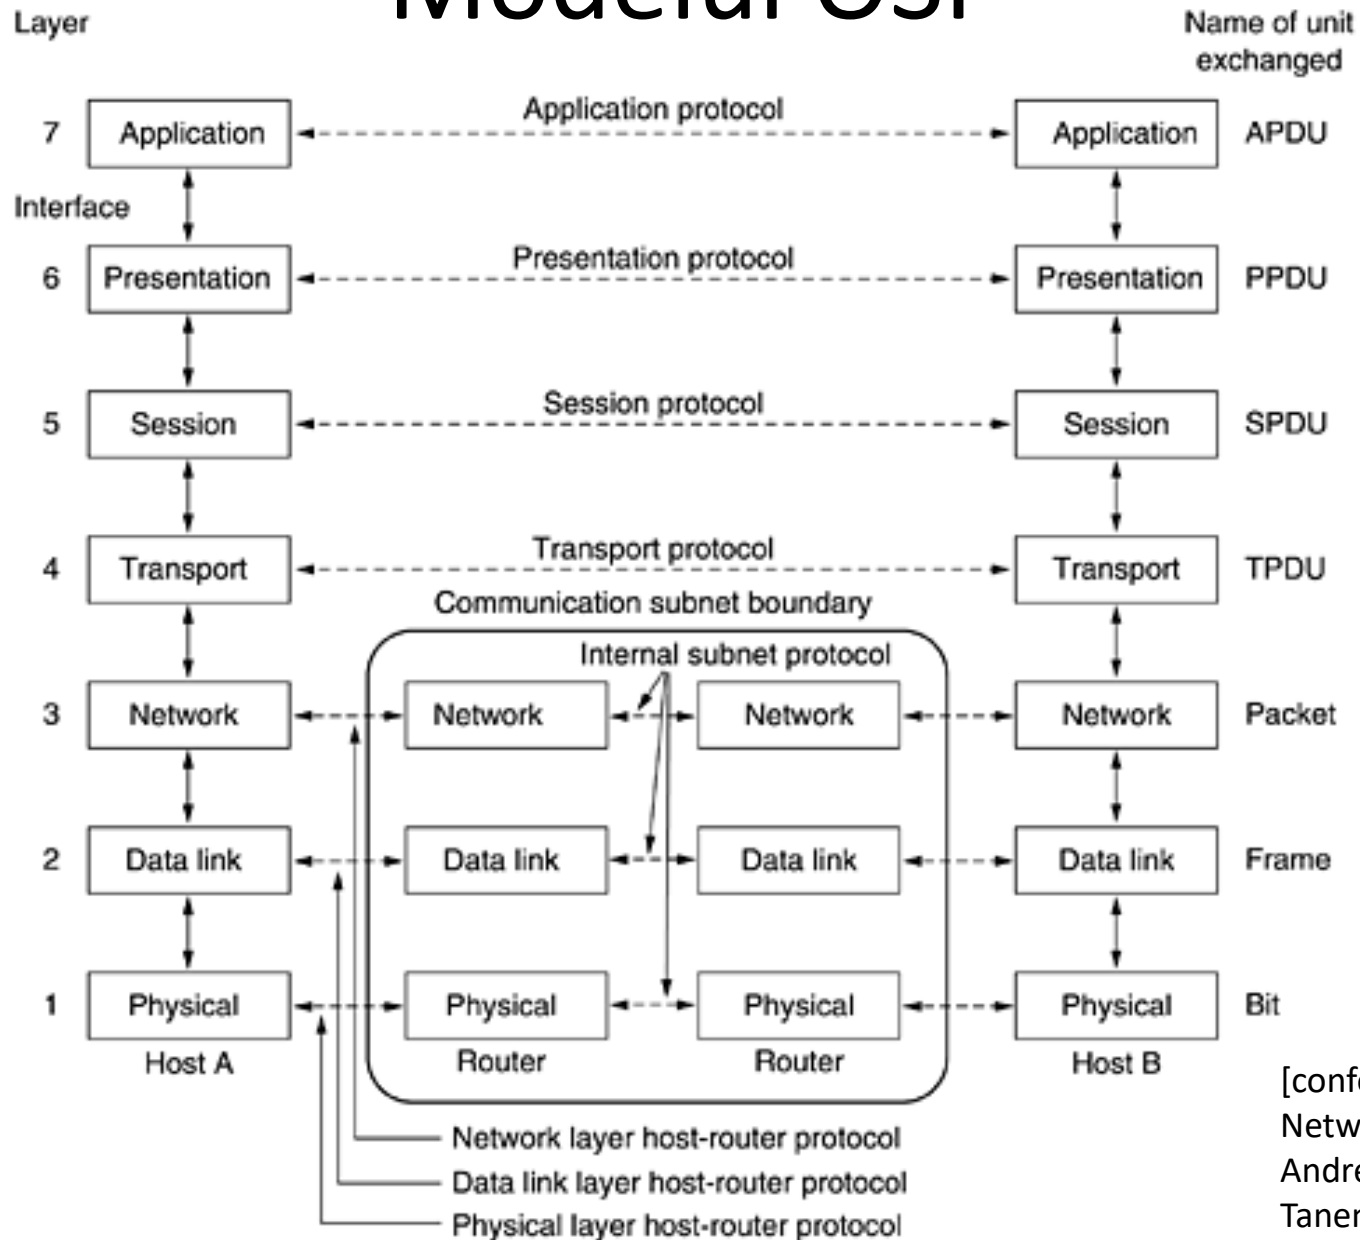 Modelul OSI
Layer
Name of unit
exchanged
7
Application
Application protocol
Application
APDU
Interface
6
Presentation
Presentation protocol
Presentation
PPDU
5
Session
Session protocol
Session
SPDU
4
Transport
Transport protocol
Transport
TPDU
Communication subnet boundary
Internal subnet protocol
3
Network
Network
Network
Network
Packet
2
Data link
Data link
Data link
Data link
Frame
1
Physical
Physical
Physical
Physical
Bit
Host A
Router
Router
Host B
Network layer host-router protocol
Data link layer host-router protocol
Physical layer host-router protocol